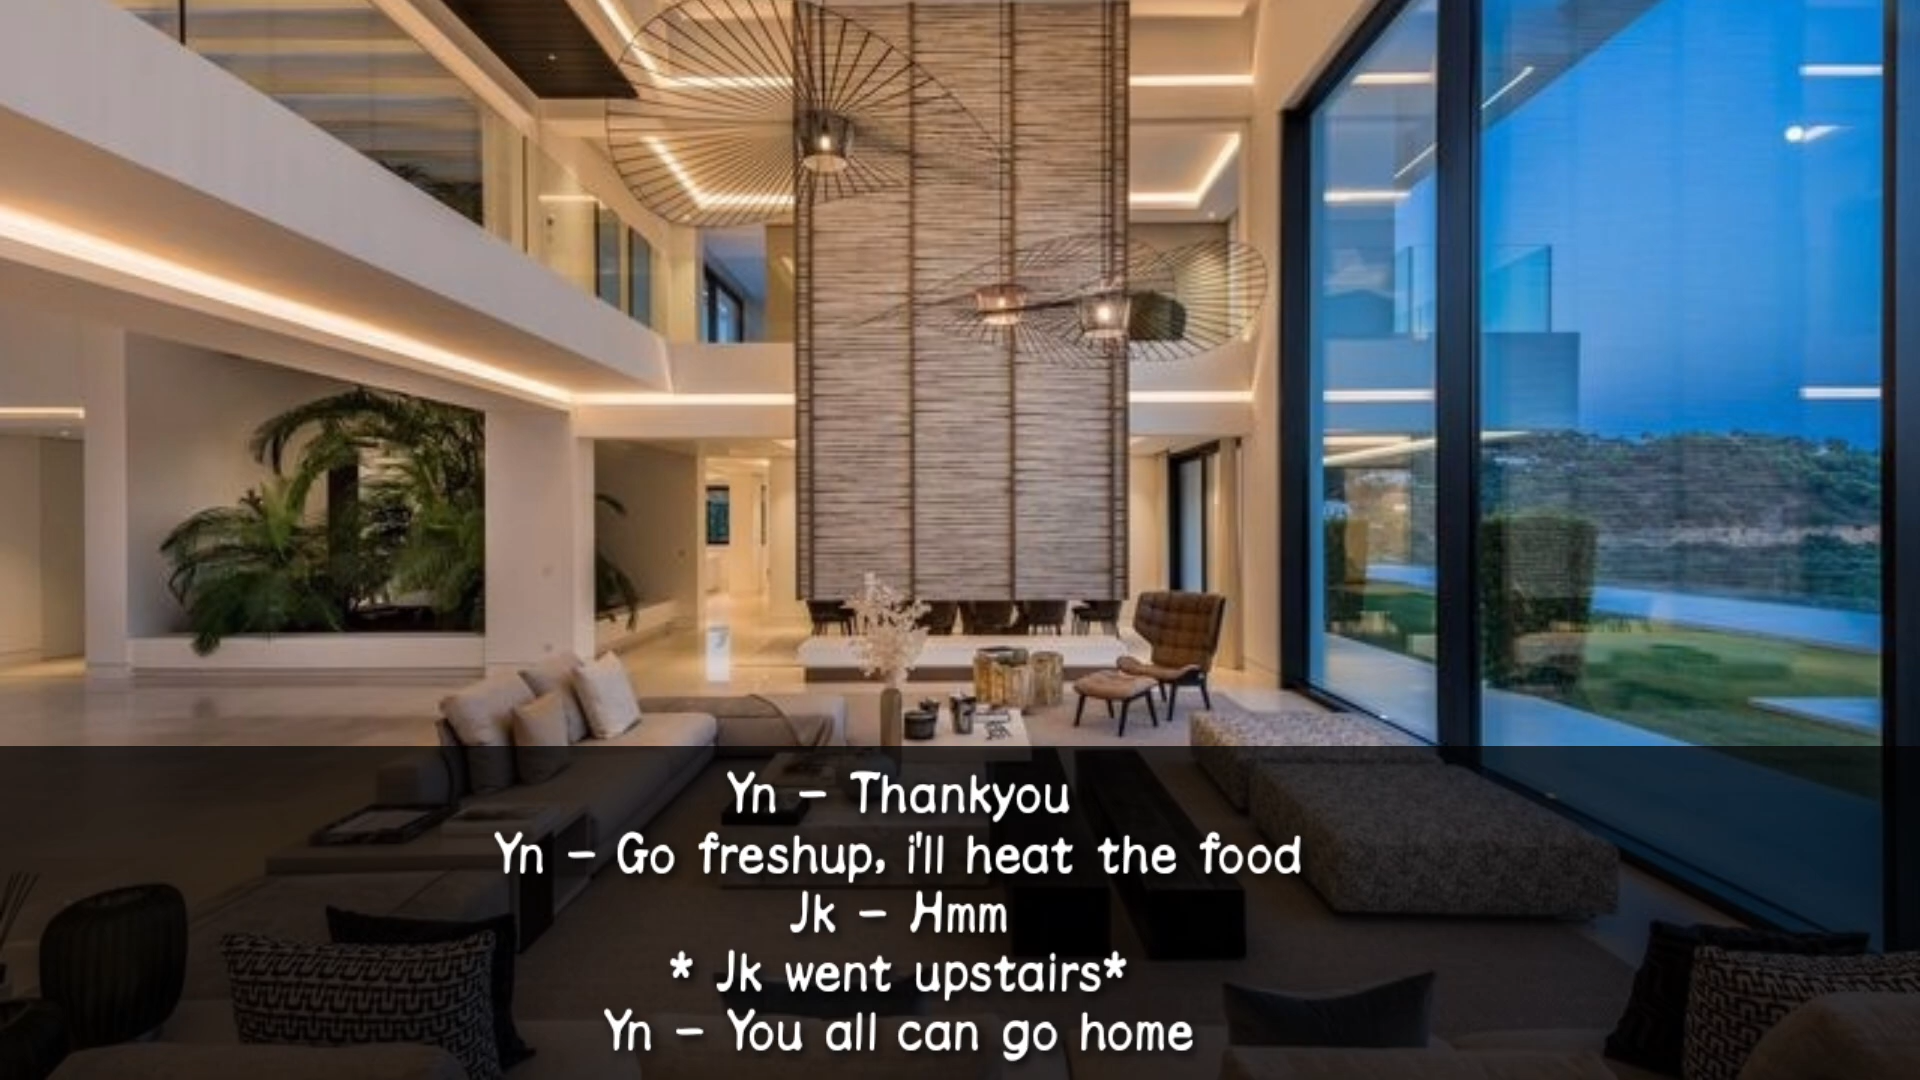 Yn - Thankyou
Yn - Go freshup, i'll heat the food
Jk - Hmm
* Jk went upstairs*
Yn - You all can go home